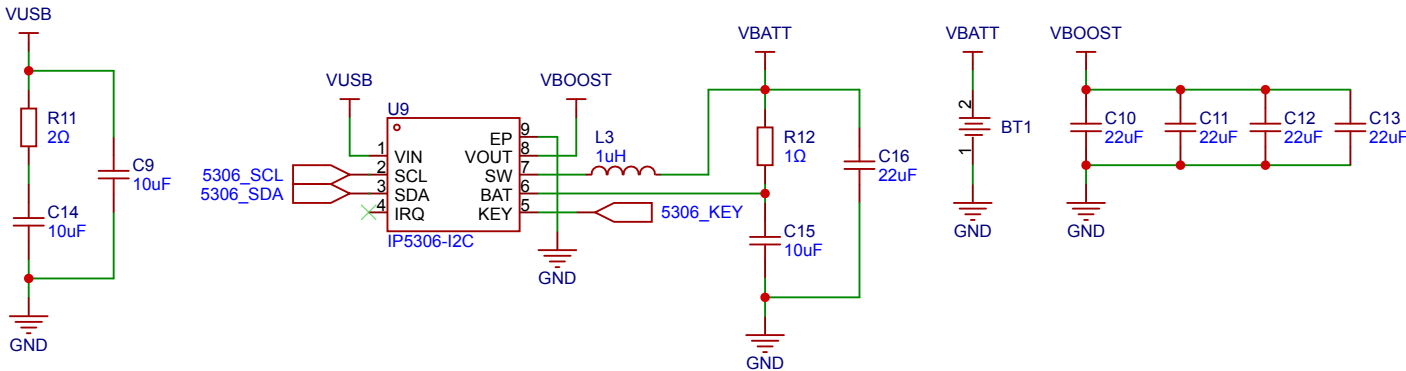 VUSB
R11
2Ω
C9
10uF
C14
10uF
GND
VUSB
U9
VBOOST
1
VIN
2
SCL
3
SDA
4
IRQ
EP
9
VOUT
8
SW
7
BAT
6
KEY
5
IP5306-I2C
5306_SCL
5306_SDA
5306_KEY
GND
L3
1uH
VBATT
R12
1Ω
C16
22uF
C15
10uF
GND
VBATT
2
BT1
1
GND
VBOOST
C10
22uF
C11
22uF
C12
22uF
C13
22uF
GND